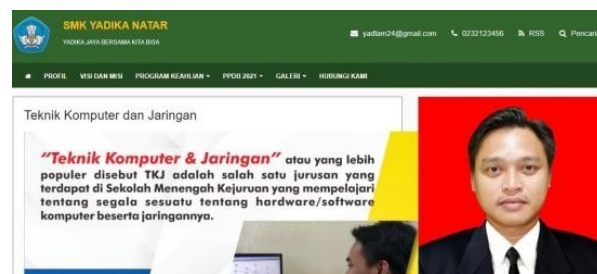 SMK YADIKA NATAR
YADIKA JAYA BERSAMA KITA BISA
yadlam24@gmail.com 0232123456 RSS Pencaria
PROFIL VISI DAN MISI PROGRAM KEAHLIAN PPDB 2021 GALERI HUBUNGI KAMI
Teknik Komputer dan Jaringan
"Teknik Komputer & Jaringan" atau yang lebih
populer disebut TKJ adalah salah satu jurusan yang
terdapat di Sekolah Menengah Kejuruan yang mempelajari
tentang segala sesuatu tentang hardware/software
komputer beserta jaringannya.